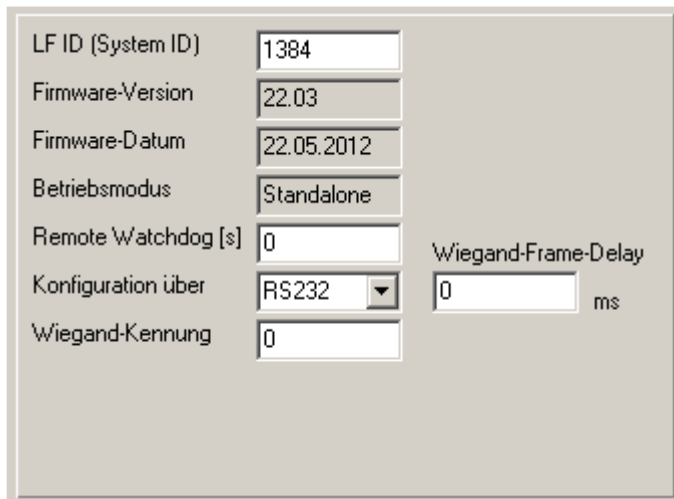 LF ID (System ID) 1384
Firmware-Version 22.03
Firmware-Datum 22.05.2012
Betriebsmodus Standalone
Remote Watchdog [s] 0
Wiegand-Frame-Delay
Konfiguration über RS232 0 ms
Wiegand-Kennung 0